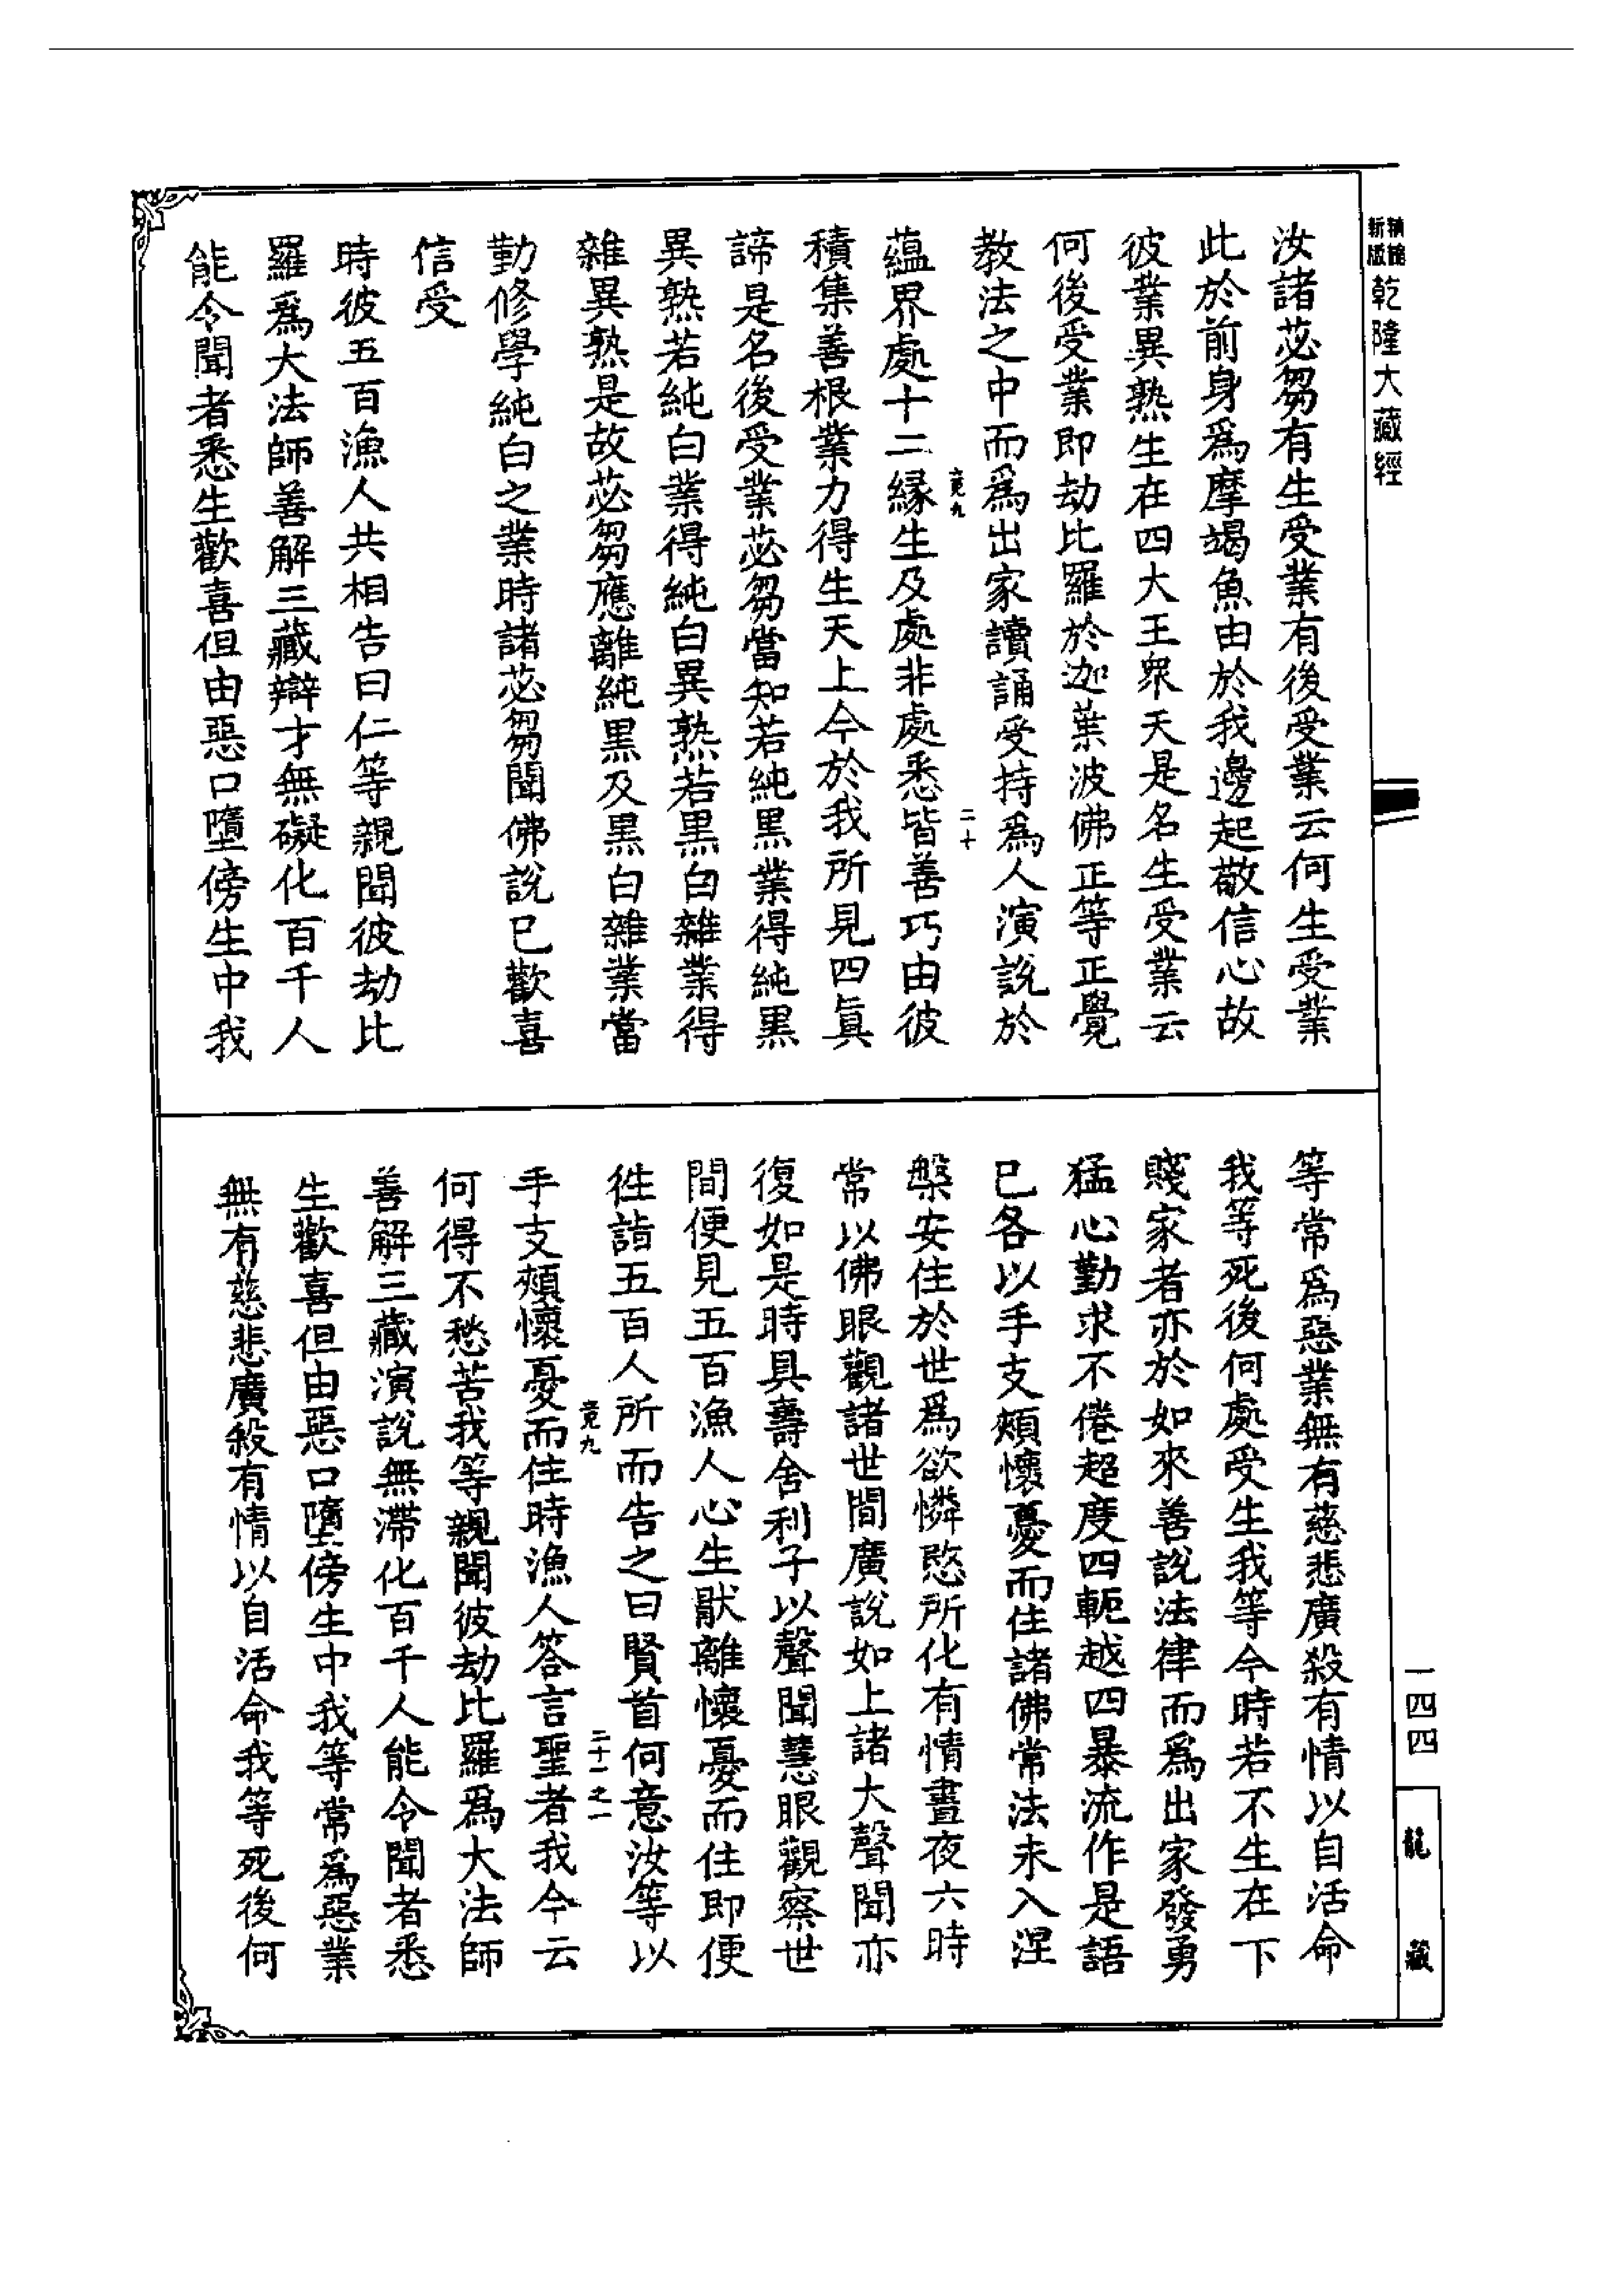 新版精縮乾隆大藏經
汝諸苾芻有生受業有後受業云何生受業
此於前身爲摩竭魚由於我邊起敬信心故
彼業異熟生在四大王衆天是名生受業云
何後受業即劫比羅於迦葉波佛正等正覺
教法之中而爲出家讀誦受持爲人演說於
竟九
二十
蘊界處十二緣生及處非處悉皆善巧由彼
積集善根業力得生天上今於我所見四眞
諦是名後受業苾芻當知若純黑業得純黑
異熟若純白業得純白異熟若黑白雜業得
雜異熟是故苾芻應離純黑及黑白雜業當
勤修學純白之業時諸苾芻聞佛說已歡喜
信受
時彼五百漁人共相告曰仁等親聞彼劫比
羅爲大法師善解三藏辯才無礙化百千人
能令聞者悉生歡喜但由惡口墮傍生中我
等常爲惡業無有慈悲廣殺有情以自活命
我等死後何處受生我等今時若不生在下
賤家者亦於如來善說法律而爲出家發勇
猛心勤求不倦超度四軛越四暴流作是語
已各以手支頰懷憂而住諸佛常法未入涅
槃安住於世爲欲憐愍所化有情晝夜六時
常以佛眼觀諸世間廣說如上諸大聲聞亦
復如是時具壽舍利子以聲聞慧眼觀察世
間便見五百漁人心生猒離懷憂而住即便
徃詣五百人所而告之曰賢首何意汝等以
竟九
二十一之一
手支頰懷憂而住時漁人答言聖者我今云
何得不愁苦我等親聞彼劫比羅爲大法師
善解三藏演說無滯化百千人能令聞者悉
生歡喜但由惡口墮傍生中我等常爲惡業
無有慈悲廣殺有情以自活命我等死後何
一四四
龍藏